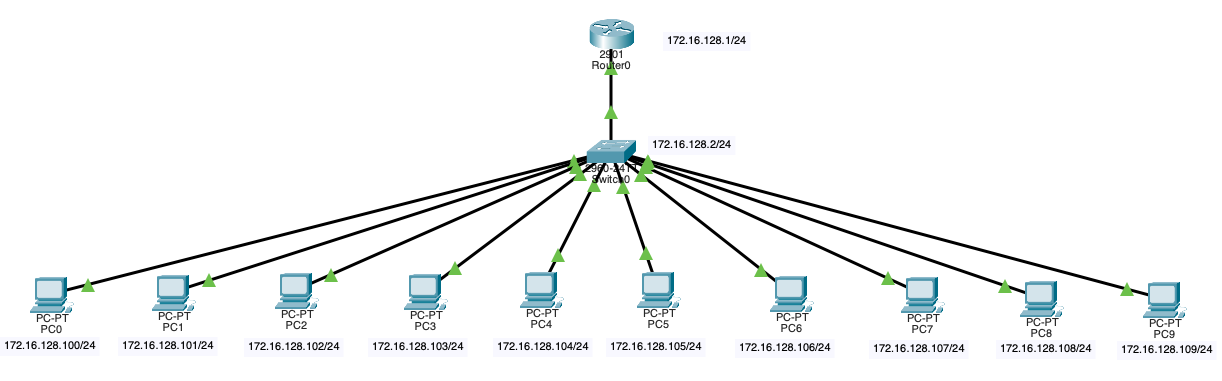 172.16.128.1/24
2901
Router0
172.16.128.2/24
2960-24TT
Switch0
PC-PT
PC0
PC-PT
PC1
PC-PT
PC2
PC-PT
PC3
PC-PT
PC4
PC-PT
PC5
PC-PT
PC6
PC-PT
PC7
PC-PT
PC8
PC-PT
PC9
172.16.128.100/24
172.16.128.101/24
172.16.128.102/24
172.16.128.103/24
172.16.128.104/24
172.16.128.105/24
172.16.128.106/24
172.16.128.107/24
172.16.128.108/24
172.16.128.109/24